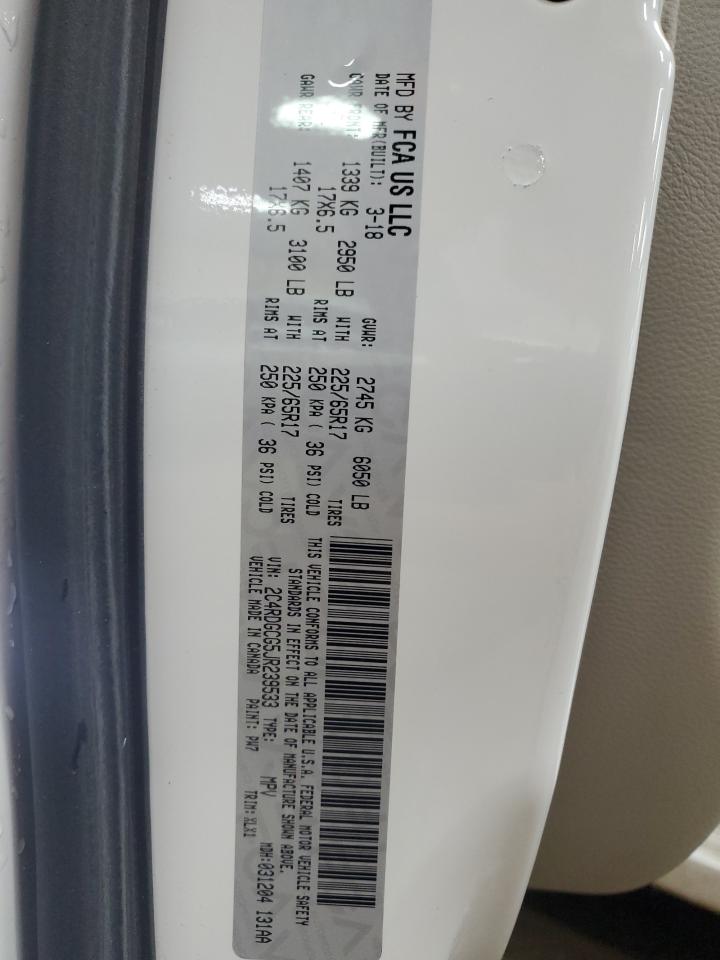 MFD BY FCA US LLC
DATE OF MFR(BUILT): 3-18 GVWR: 2745 KG 6050 LB
GAWR FRONT: 1339 KG 2950 LB WITH 225/65R17 TIRES
17X6.5 RIMS AT 250 KPA ( 36 PSI) COLD
GAWR REAR: 1407 KG 3100 LB WITH 225/65R17 TIRES
17X6.5 RIMS AT 250 KPA ( 36 PSI) COLD
THIS VEHICLE CONFORMS TO ALL APPLICABLE U.S.A. FEDERAL MOTOR VEHICLE SAFETY
STANDARDS IN EFFECT ON THE DATE OF MANUFACTURE SHOWN ABOVE.
VIN: 2C4RDGCG5JR239533 TYPE: MPV MDH:031204 131AA
VEHICLE MADE IN CANADA PAINT: PW7 TRIM:XLX1